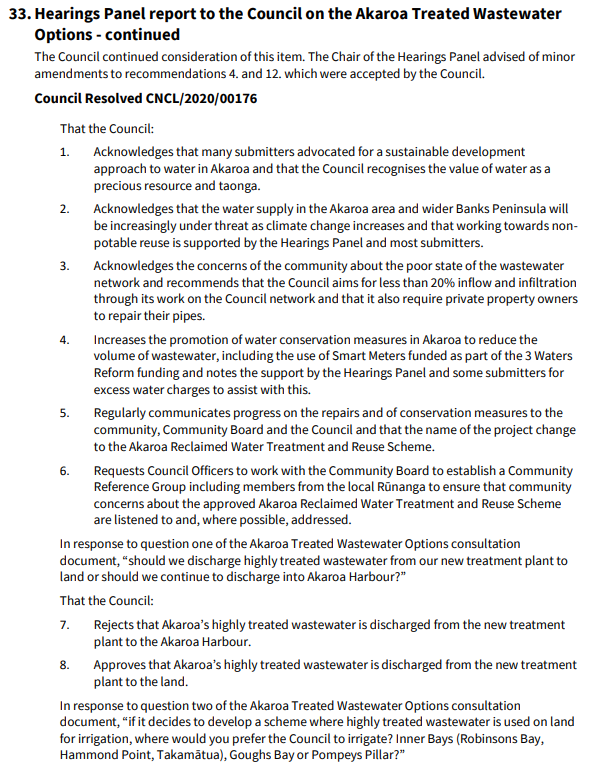 33. Hearings Panel report to the Council on the Akaroa Treated Wastewater
Options - continued
The Council continued consideration of this item. The Chair of the Hearings Panel advised of minor
amendments to recommendations 4. and 12. which were accepted by the Council.
Council Resolved CNCL/2020/00176
That the Council:
1. Acknowledges that many submitters advocated for a sustainable development
approach to water in Akaroa and that the Council recognises the value of water as a
precious resource and taonga.
2. Acknowledges that the water supply in the Akaroa area and wider Banks Peninsula will
be increasingly under threat as climate change increases and that working towards non-
potable reuse is supported by the Hearings Panel and most submitters.
3. Acknowledges the concerns of the community about the poor state of the wastewater
network and recommends that the Council aims for less than 20% inflow and infiltration
through its work on the Council network and that it also require private property owners
to repair their pipes.
4. Increases the promotion of water conservation measures in Akaroa to reduce the
volume of wastewater, including the use of Smart Meters funded as part of the 3 Waters
Reform funding and notes the support by the Hearings Panel and some submitters for
excess water charges to assist with this.
5. Regularly communicates progress on the repairs and of conservation measures to the
community, Community Board and the Council and that the name of the project change
to the Akaroa Reclaimed Water Treatment and Reuse Scheme.
6. Requests Council Officers to work with the Community Board to establish a Community
Reference Group including members from the local Rūnanga to ensure that community
concerns about the approved Akaroa Reclaimed Water Treatment and Reuse Scheme
are listened to and, where possible, addressed.
In response to question one of the Akaroa Treated Wastewater Options consultation
document, “should we discharge highly treated wastewater from our new treatment plant to
land or should we continue to discharge into Akaroa Harbour?”
That the Council:
7. Rejects that Akaroa’s highly treated wastewater is discharged from the new treatment
plant to the Akaroa Harbour.
8. Approves that Akaroa’s highly treated wastewater is discharged from the new treatment
plant to the land.
In response to question two of the Akaroa Treated Wastewater Options consultation
document, “if it decides to develop a scheme where highly treated wastewater is used on land
for irrigation, where would you prefer the Council to irrigate? Inner Bays (Robinsons Bay,
Hammond Point, Takamātua), Goughs Bay or Pompeys Pillar?”